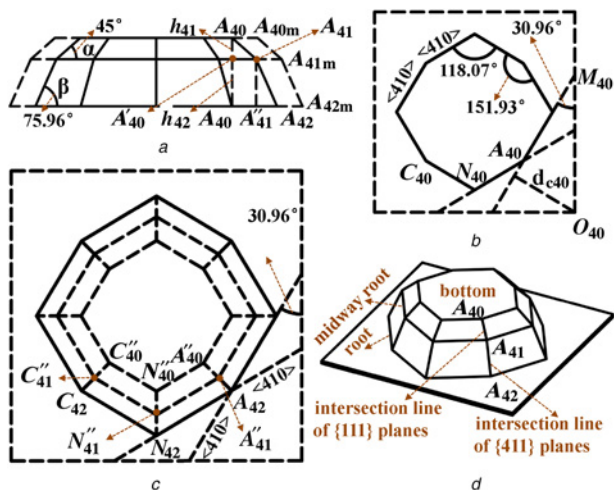 45°
h41
A40
A40m
A41
α
A41m
β
A42m
75.96°
A′40
h42
A40
A″41
A42
a
30.96°
<410>
<410>
118.07°
M40
151.93°
A40
C40
N40
dc40
O40
b
30.96°
C″40
N″40
A″40
C″41
C42
A42
<410>
N″41
N42
<410>
A″41
c
midway root
root
bottom
A40
A41
A42
intersection line
of {111} planes
intersection line
of {411} planes
d